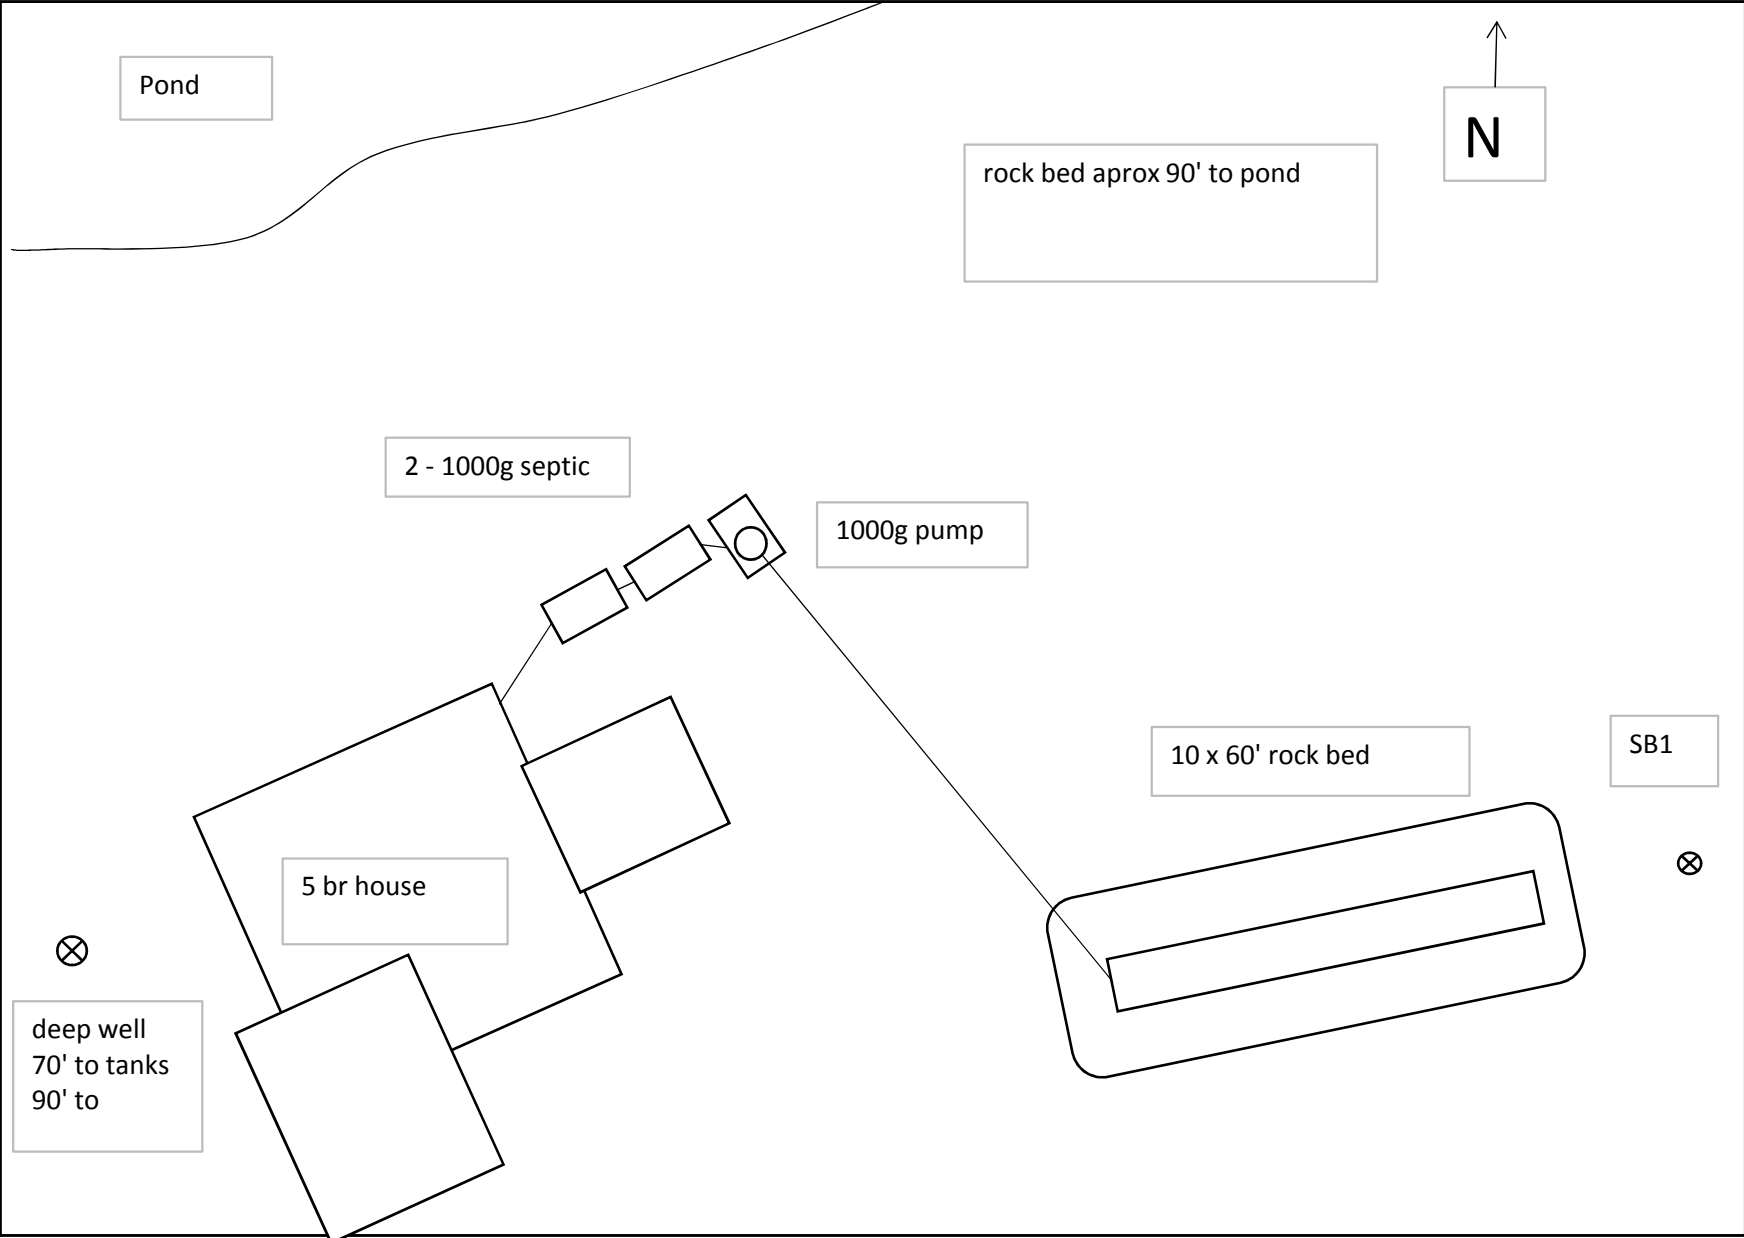 Pond
N
rock bed aprox 90' to pond
2 - 1000g septic
1000g pump
10 x 60' rock bed
SB1
5 br house
deep well
70' to tanks
90' to